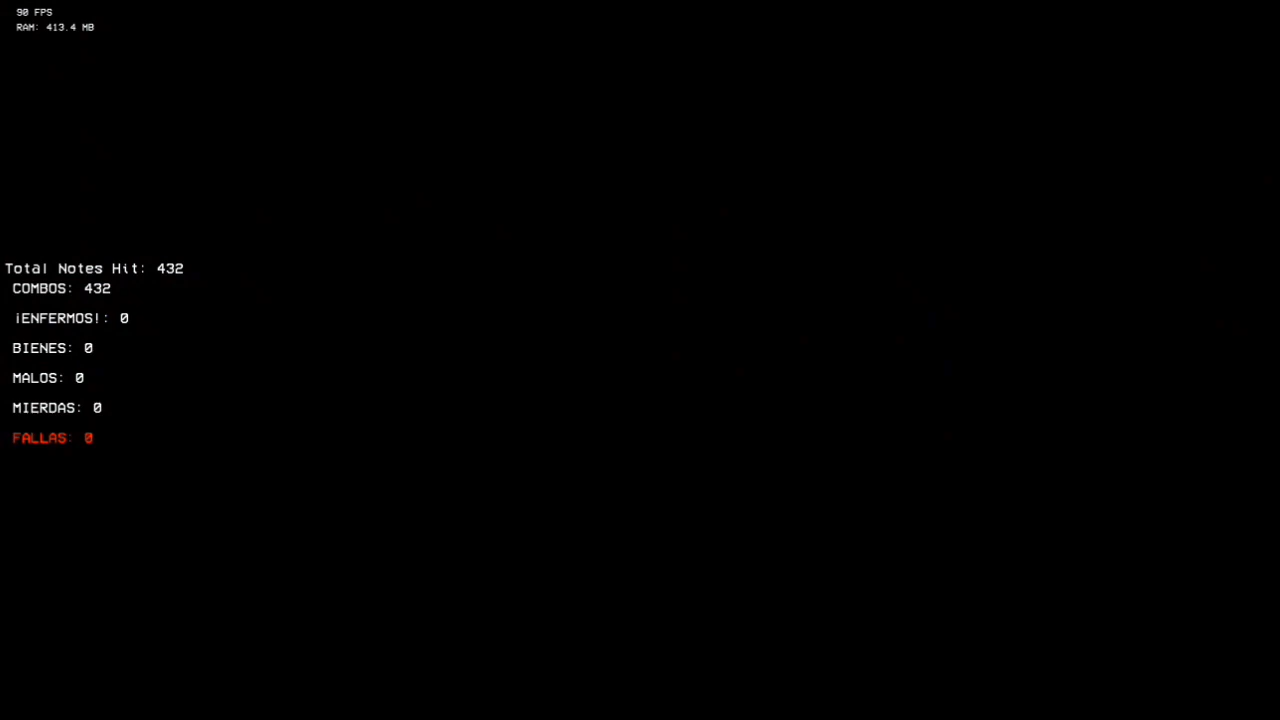 90 FPS
RAM: 413.4 MB
Total Notes Hit: 432
COMBOS: 432
¡ENFERMOS!: 0
BIENES: 0
MALOS: 0
MIERDAS: 0
FALLAS: 0